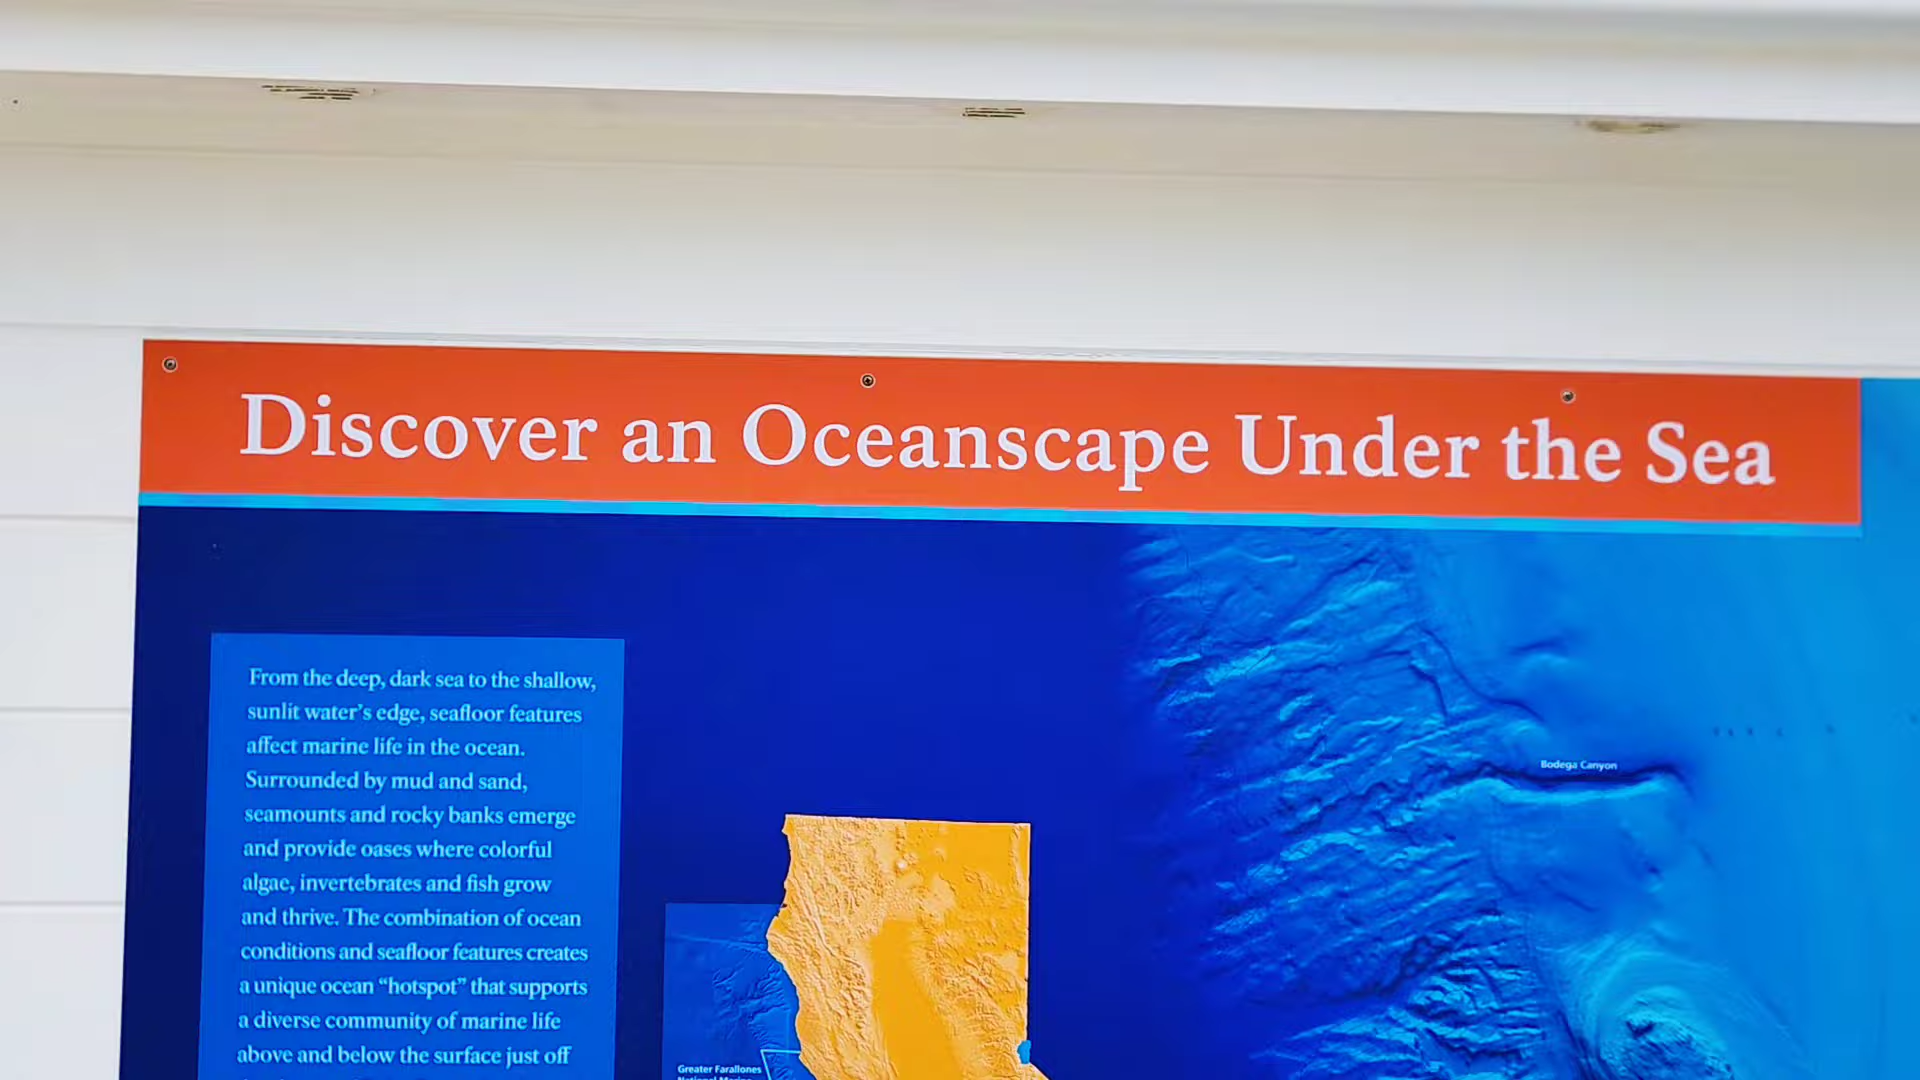 Discover an Oceanscape Under the Sea
From the deep, dark sea to the shallow,
sunlit water's edge, seafloor features
affect marine life in the ocean.
Surrounded by mud and sand,
seamounts and rocky banks emerge
and provide oases where colorful
algae, invertebrates and fish grow
and thrive. The combination of ocean
conditions and seafloor features creates
a unique ocean “hotspot” that supports
a diverse community of marine life
above and below the surface just off
Bodega Canyon
Greater Farallones
National Marine